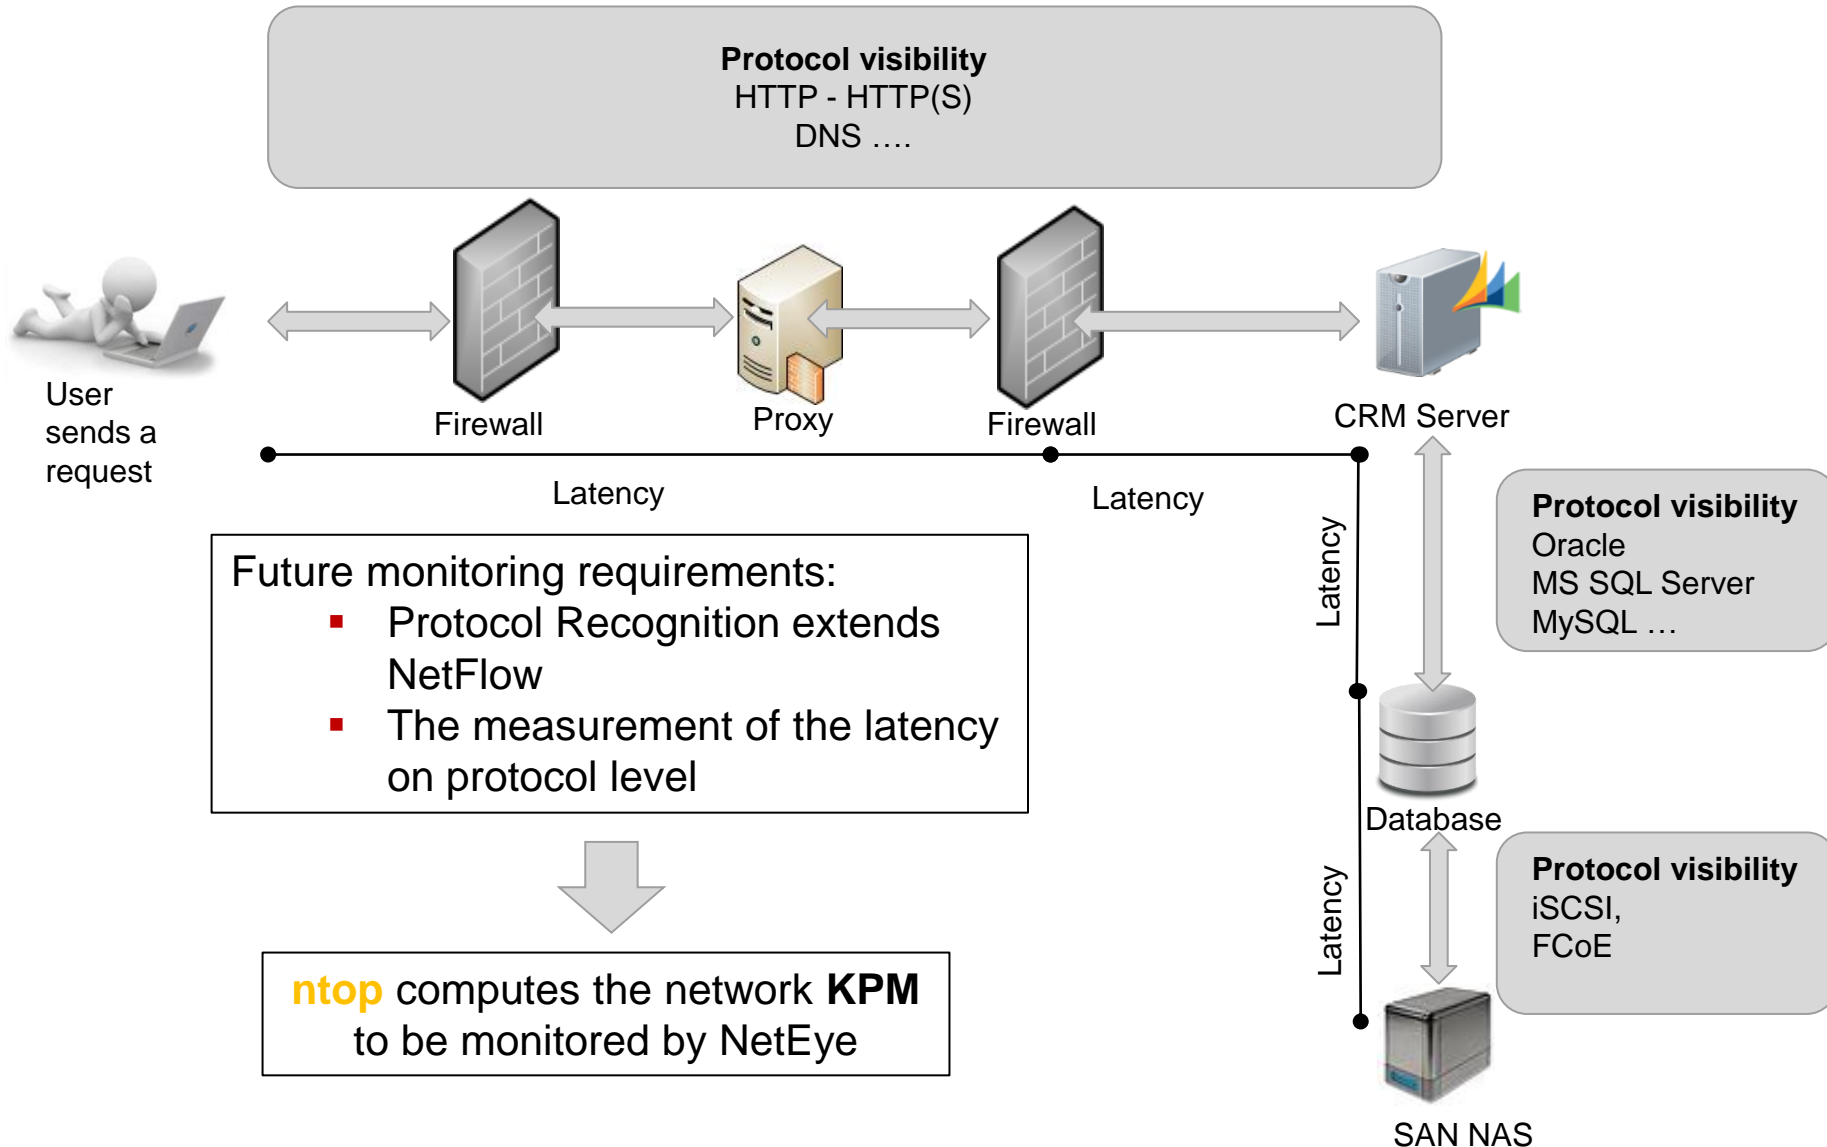 Protocol visibility
HTTP - HTTP(S)
DNS ....
User
sends a
request
Firewall
Proxy
Firewall
CRM Server
Latency
Latency
Latency
Protocol visibility
Oracle
MS SQL Server
MySQL ...
Future monitoring requirements:
▪ Protocol Recognition extends
NetFlow
▪ The measurement of the latency
on protocol level
Database
Latency
Protocol visibility
iSCSI,
FCoE
ntop computes the network KPM
to be monitored by NetEye
SAN NAS